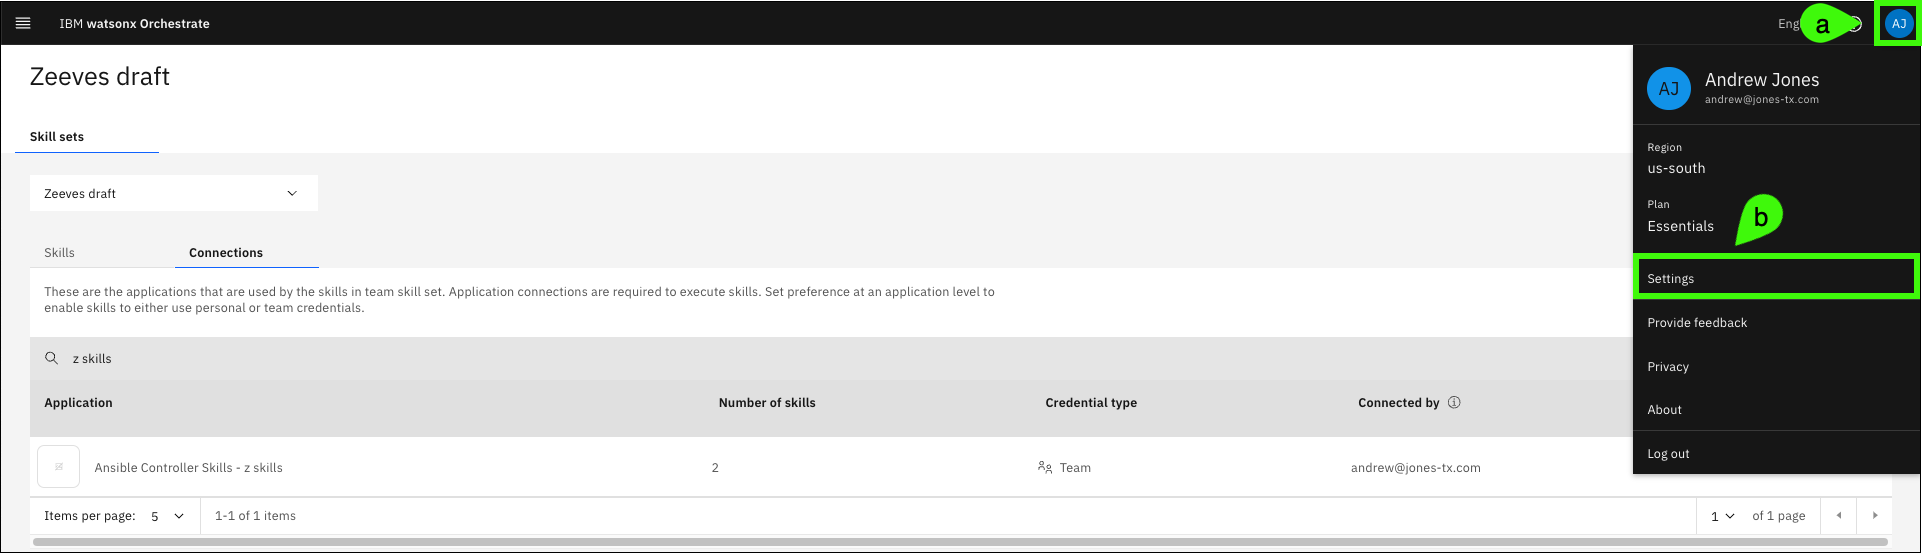 IBM watsonx Orchestrate
Eng
a
AJ
Zeeves draft
AJ
Andrew Jones
andrew@jones-tx.com
Skill sets
Region
us-south
Zeeves draft
Plan
Essentials
b
Skills
Connections
Settings
These are the applications that are used by the skills in team skill set. Application connections are required to execute skills. Set preference at an application level to
enable skills to either use personal or team credentials.
Provide feedback
z skills
Privacy
Application
Number of skills
Credential type
Connected by
About
Ansible Controller Skills - z skills
2
Team
andrew@jones-tx.com
Log out
Items per page: 5
1-1 of 1 items
1
of 1 page